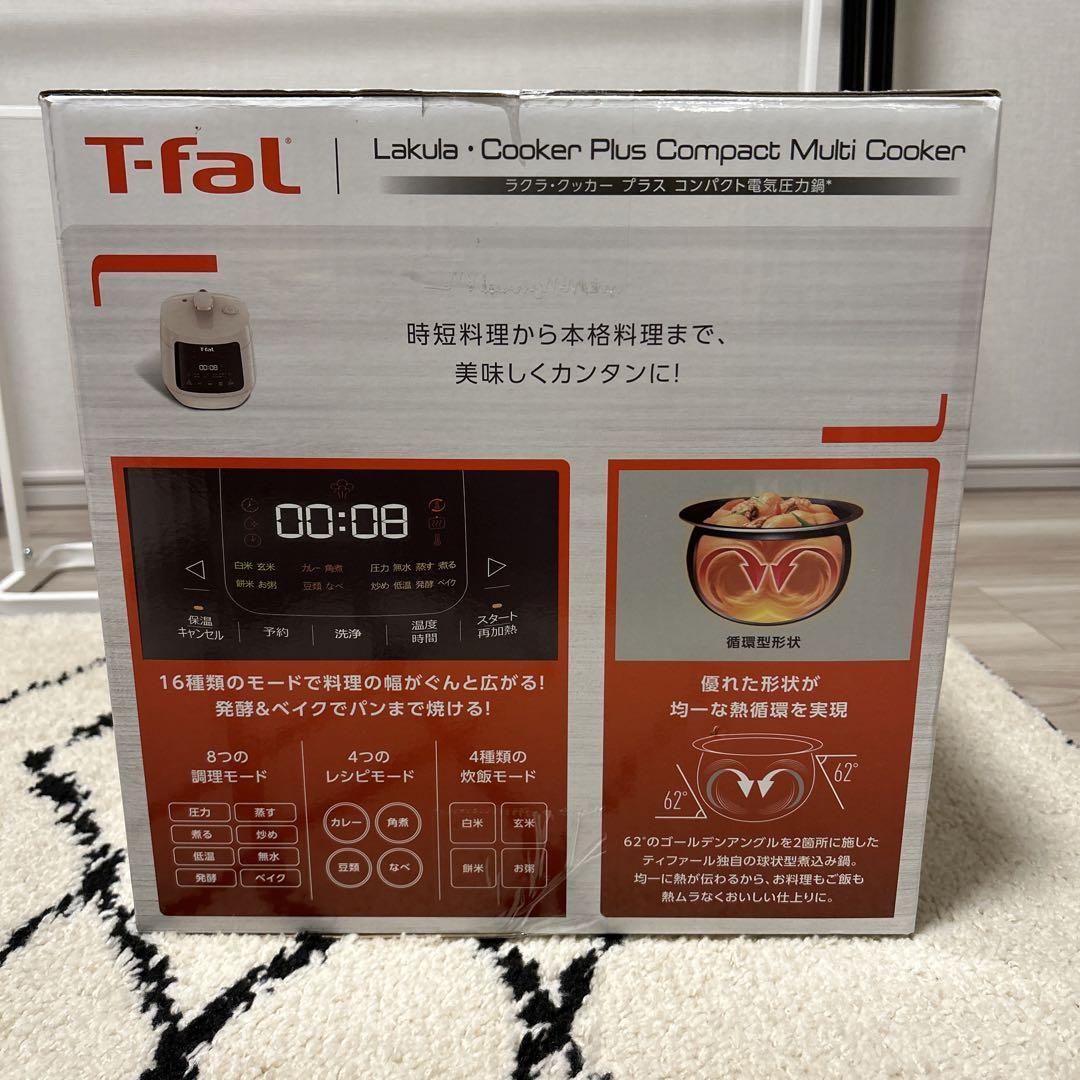 T-fal®
Lakula・Cooker Plus Compact Multi Cooker
ラクラ・クッカー プラス コンパクト電気圧力鍋*
T-fal
00:08
時短料理から本格料理まで、
美味しくカンタンに!
00:08
白米 玄米 カレー 角煮 圧力 無水 蒸す 煮る
餅米 お粥 豆類 なべ 炒め 低温 発酵 ベイク
保温
キャンセル
予約
洗浄
温度
時間
スタート
再加熱
16種類のモードで料理の幅がぐんと広がる!
発酵&ベイクでパンまで焼ける!
8つの
調理モード
圧力 蒸す
煮る 炒め
低温 無水
発酵 ベイク
4つの
レシピモード
カレー 角煮
豆類 なべ
4種類の
炊飯モード
白米 玄米
餅米 お粥
循環型形状
優れた形状が
均一な熱循環を実現
62°
62°
62°のゴールデンアングルを2箇所に施した
ティファール独自の球状型煮込み鍋。
均一に熱が伝わるから、お料理もご飯も
熱ムラなくおいしい仕上りに。